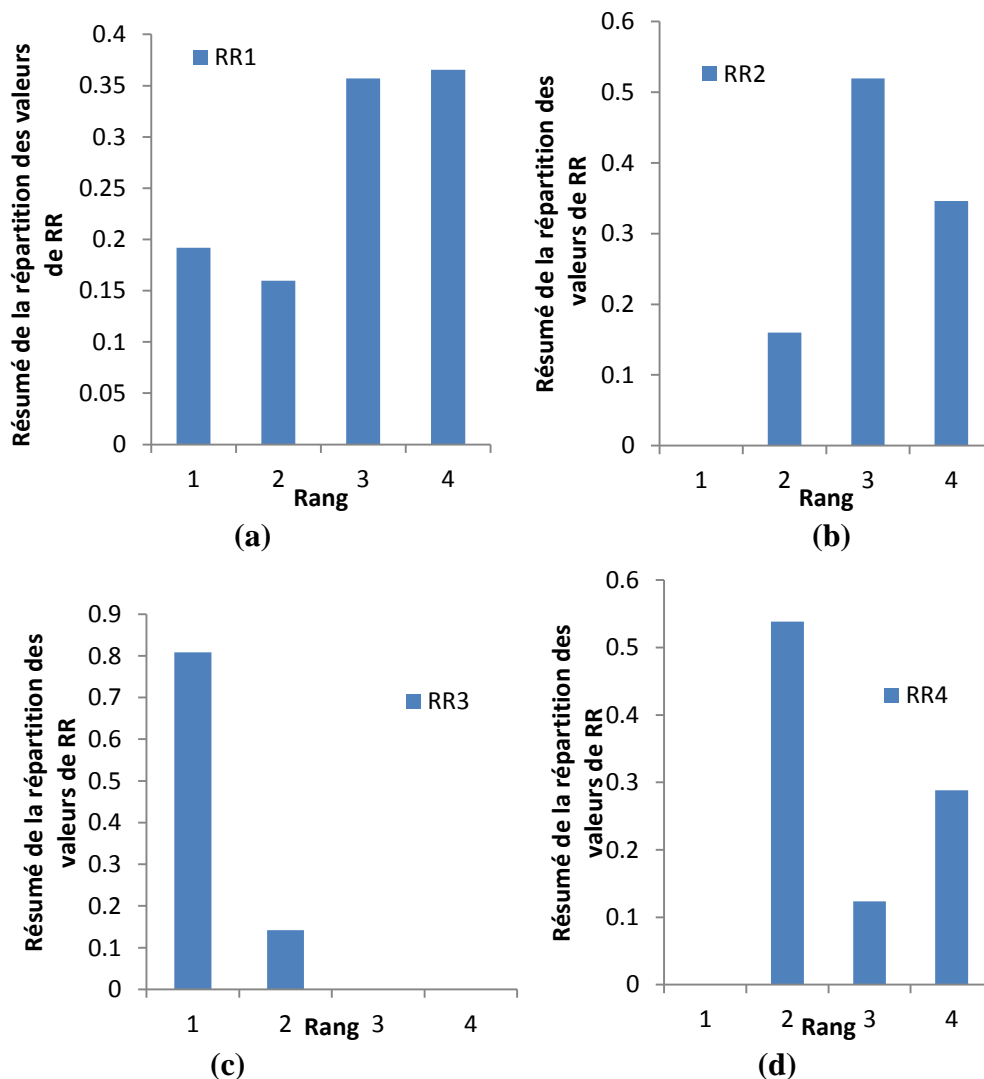 Résumé de la répartition des valeurs
de RR
0.4
0.35
0.3
0.25
0.2
0.15
0.1
0.05
0
RR1
1 2 3 4
Rang
(a)
Résumé de la répartition des
valeurs de RR
0.6
0.5
0.4
0.3
0.2
0.1
0
RR2
1 2 3 4
Rang
(b)
Résumé de la répartition des
valeurs de RR
0.9
0.8
0.7
0.6
0.5
0.4
0.3
0.2
0.1
0
RR3
1 2 3 4
Rang
(c)
Résumé de la répartition des
valeurs de RR
0.6
0.5
0.4
0.3
0.2
0.1
0
RR4
1 2 3 4
Rang
(d)